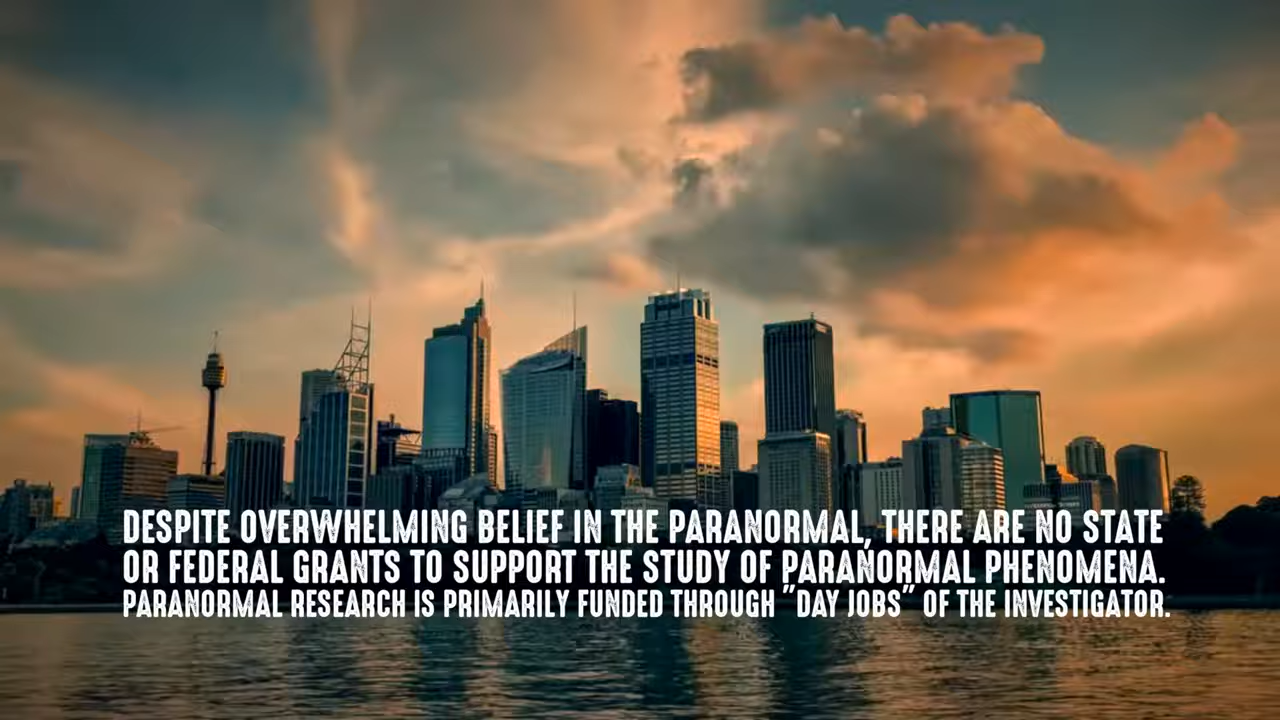 DESPITE OVERWHELMING BELIEF IN THE PARANORMAL, THERE ARE NO STATE
OR FEDERAL GRANTS TO SUPPORT THE STUDY OF PARANORMAL PHENOMENA.
PARANORMAL RESEARCH IS PRIMARILY FUNDED THROUGH "DAY JOBS" OF THE INVESTIGATOR.